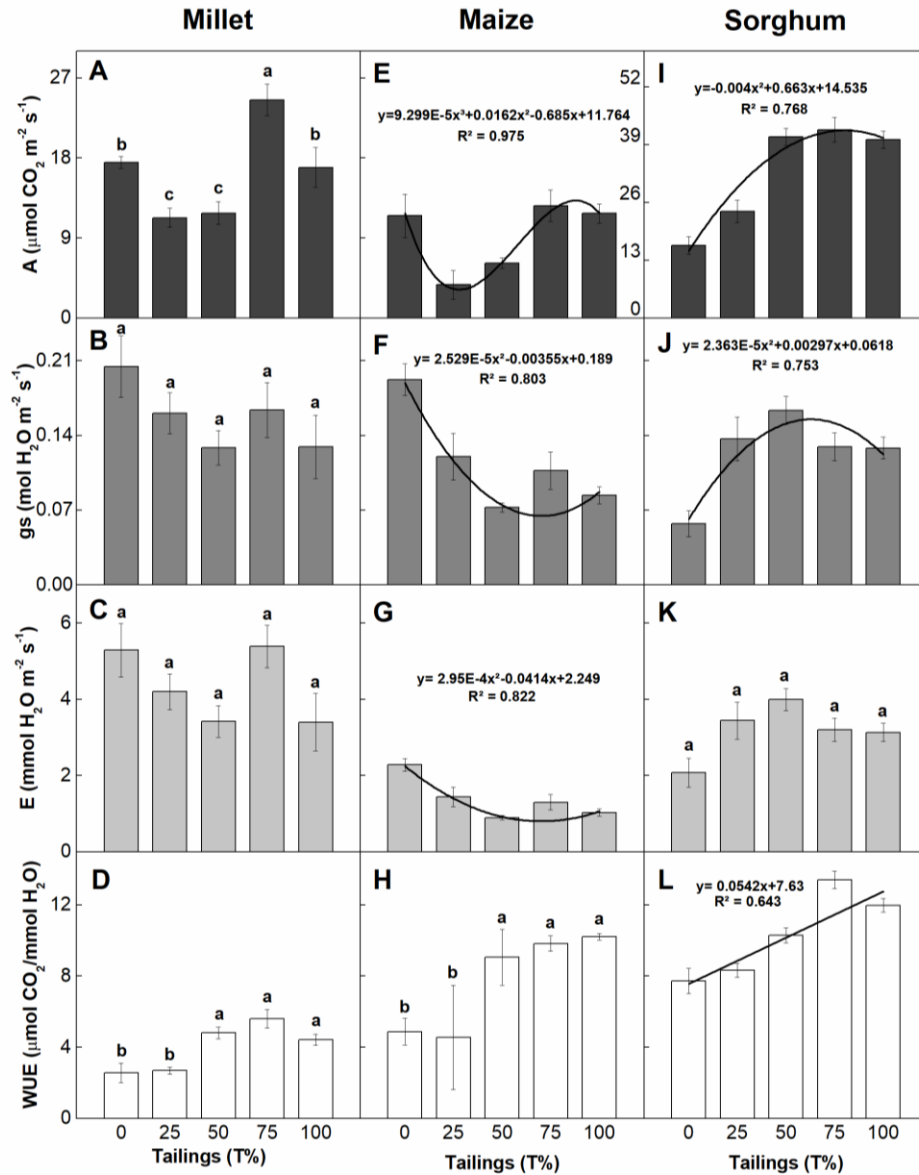 Millet
Maize
Sorghum
A
E
I
A (μmol CO₂ m⁻² s⁻¹)
27
18
9
0
b
c
c
a
b
y=9.299E-5x³+0.0162x²-0.685x+11.764
R² = 0.975
52
39
26
13
0
y=-0.004x²+0.663x+14.535
R² = 0.768
B
F
J
gs (mol H₂O m⁻² s⁻¹)
0.21
0.14
0.07
0.00
a
a
a
a
a
y= 2.529E-5x²-0.00355x+0.189
R² = 0.803
y= 2.363E-5x²+0.00297x+0.0618
R² = 0.753
C
G
K
E (mmol H₂O m⁻² s⁻¹)
6
4
2
0
a
a
a
a
a
y= 2.95E-4x²-0.0414x+2.249
R² = 0.822
a
a
a
a
a
D
H
L
WUE (μmol CO₂/mmol H₂O)
12
8
4
0
b
b
a
a
a
b
b
a
a
a
y= 0.0542x+7.63
R² = 0.643
0 25 50 75 100
0 25 50 75 100
0 25 50 75 100
Tailings (T%)
Tailings (T%)
Tailings (T%)